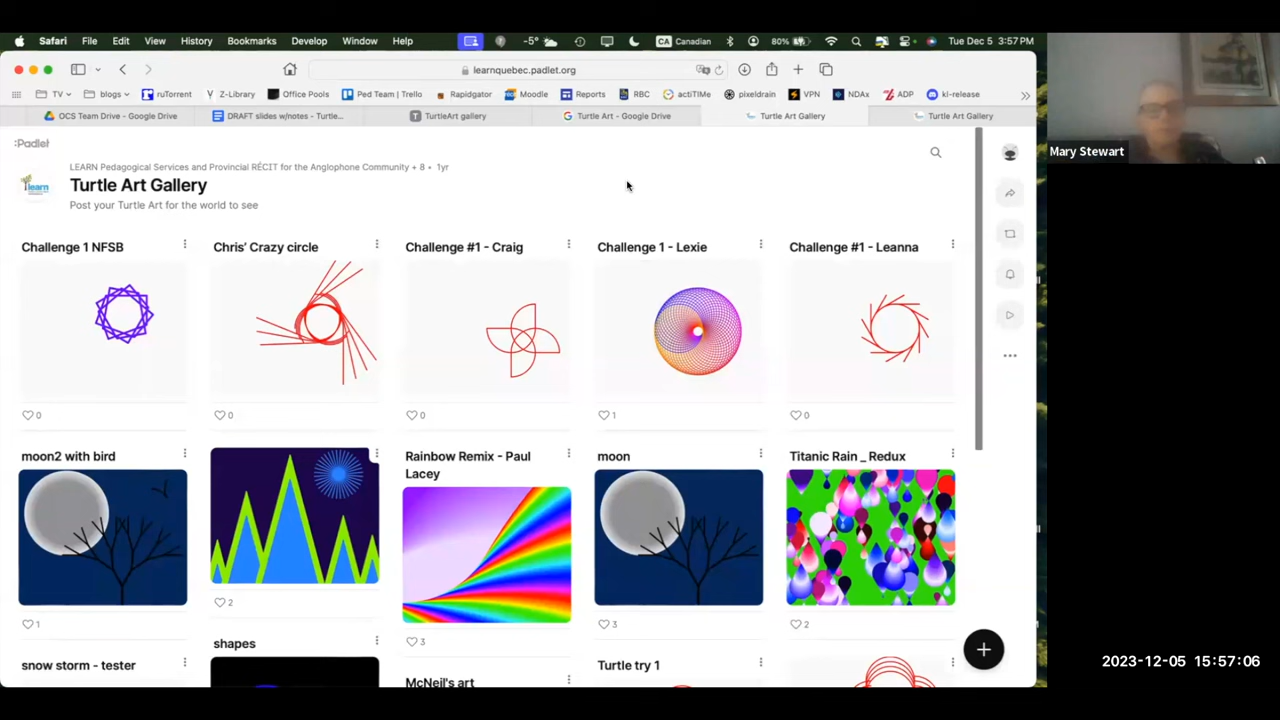 Safari File Edit View History Bookmarks Develop Window Help -5° CA Canadian 80% Tue Dec 5 3:57 PM
learnquebec.padlet.org
TV blogs ruTorrent Z-Library Office Pools Ped Team | Trello Rapidgator Moodle Reports RBC actiTIMe pixeldrain VPN NDAx ADP ki-release
OCS Team Drive - Google Drive DRAFT slides w/notes - Turtle... TurtleArt gallery Turtle Art - Google Drive Turtle Art Gallery Turtle Art Gallery
:Padlet
LEARN Pedagogical Services and Provincial RÉCIT for the Anglophone Community + 8 • 1yr
learn
Turtle Art Gallery
Post your Turtle Art for the world to see
Mary Stewart
Challenge 1 NFSB Chris' Crazy circle Challenge #1 - Craig Challenge 1 - Lexie Challenge #1 - Leanna
0 0 0 1 0
moon2 with bird
Rainbow Remix - Paul Lacey
moon
Titanic Rain _ Redux
2
1
3
3
2
shapes
snow storm - tester
McNeil's art
Turtle try 1
2023-12-05 15:57:06